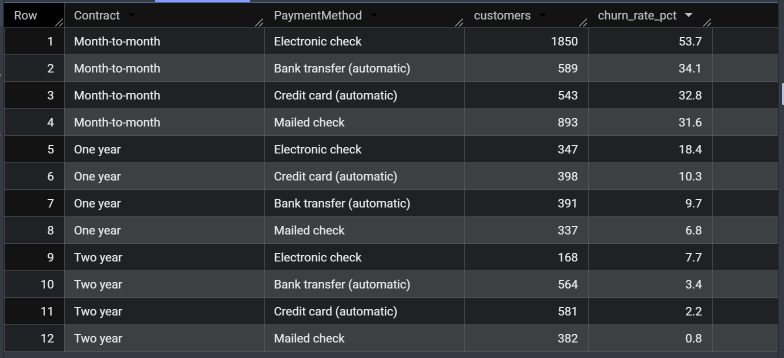 Row Contract PaymentMethod customers churn_rate_pct
1 Month-to-month Electronic check 1850 53.7
2 Month-to-month Bank transfer (automatic) 589 34.1
3 Month-to-month Credit card (automatic) 543 32.8
4 Month-to-month Mailed check 893 31.6
5 One year Electronic check 347 18.4
6 One year Credit card (automatic) 398 10.3
7 One year Bank transfer (automatic) 391 9.7
8 One year Mailed check 337 6.8
9 Two year Electronic check 168 7.7
10 Two year Bank transfer (automatic) 564 3.4
11 Two year Credit card (automatic) 581 2.2
12 Two year Mailed check 382 0.8